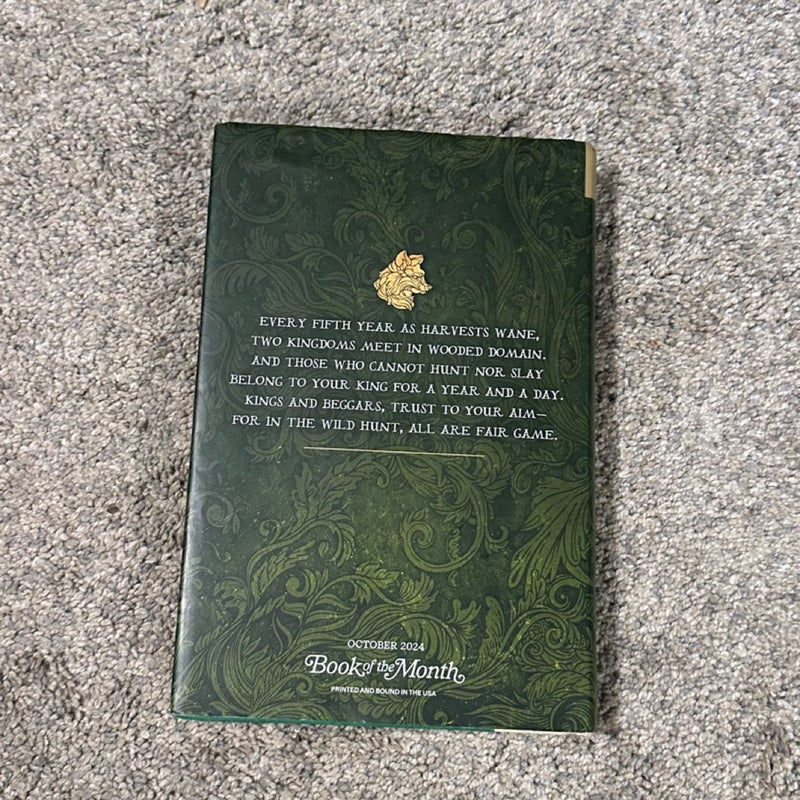 EVERY FIFTH YEAR AS HARVESTS WANE,
TWO KINGDOMS MEET IN WOODED DOMAIN.
AND THOSE WHO CANNOT HUNT NOR SLAY
BELONG TO YOUR KING FOR A YEAR AND A DAY.
KINGS AND BEGGARS, TRUST TO YOUR AIM—
FOR IN THE WILD HUNT, ALL ARE FAIR GAME.
OCTOBER 2024
Book of the Month
PRINTED AND BOUND IN THE USA